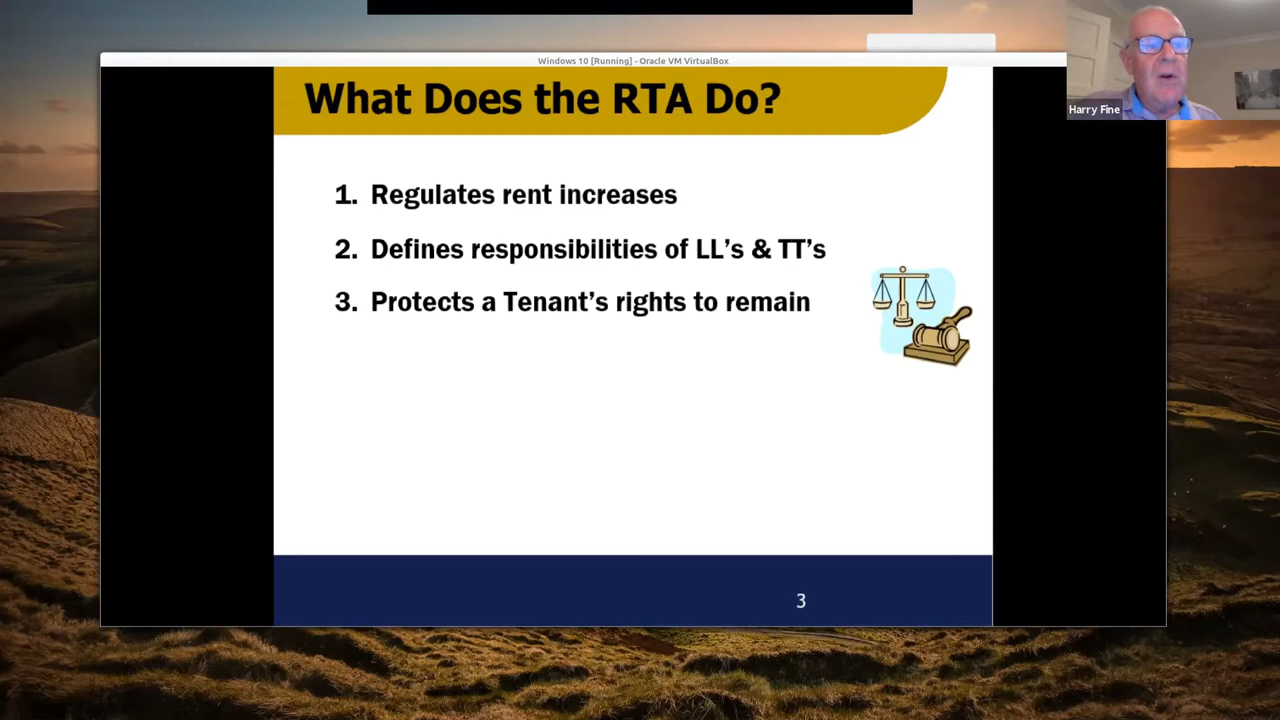 Windows 10 [Running] - Oracle VM VirtualBox
What Does the RTA Do?
Harry Fine
1. Regulates rent increases
2. Defines responsibilities of LL's & TT's
3. Protects a Tenant's rights to remain
3